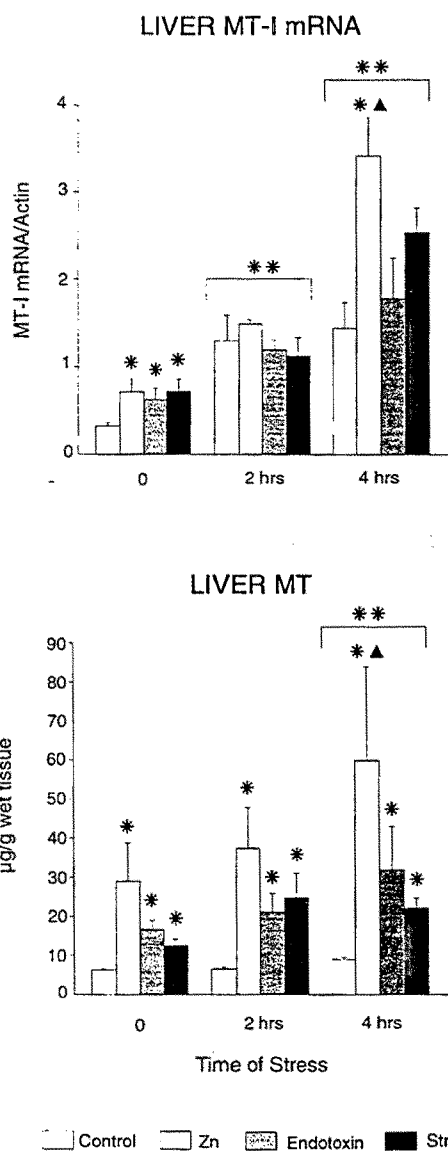 LIVER MT-I mRNA
**
* ▲
4
3
2
1
0
MT-I mRNA/Actin
**
* * *
0 2 hrs 4 hrs
LIVER MT
**
* ▲
90
80
70
60
50
40
30
20
10
0
µg/g wet tissue
* * *
* * *
* *
0 2 hrs 4 hrs
Time of Stress
Control Zn Endotoxin Str